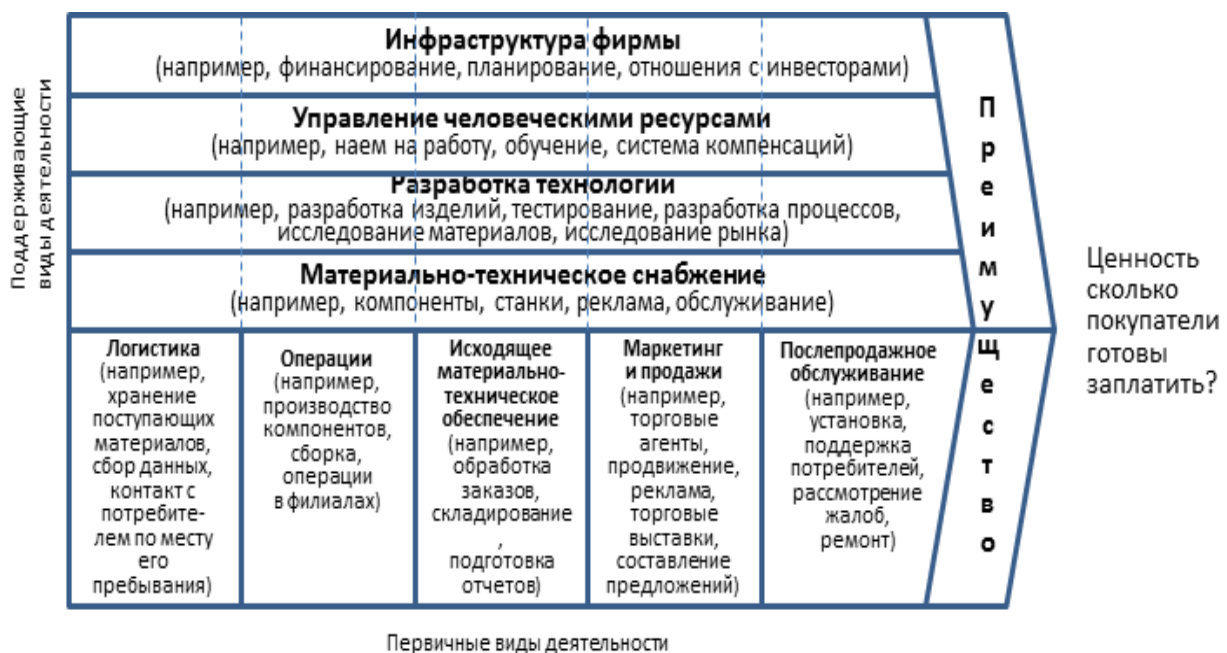 Поддерживающие
виды деятельности
Инфраструктура фирмы
(например, финансирование, планирование, отношения с инвесторами)
Управление человеческими ресурсами
(например, наем на работу, обучение, система компенсаций)
Разработка технологии
(например, разработка изделий, тестирование, разработка процессов,
исследование материалов, исследование рынка)
Материально-техническое снабжение
(например, компоненты, станки, реклама, обслуживание)
Логистика
(например,
хранение
поступающих
материалов,
сбор данных,
контакт с
потребите-
лем по месту
его
пребывания)
Операции
(например,
производство
компонентов,
сборка,
операции
в филиалах)
Исходящее
материально-
техническое
обеспечение
(например,
обработка
заказов,
складирование
,
подготовка
отчетов)
Маркетинг
и продажи
(например,
торговые
агенты,
продвижение,
реклама,
торговые
выставки,
составление
предложений)
Послепродажное
обслуживание
(например,
установка,
поддержка
потребителей,
рассмотрение
жалоб,
ремонт)
Преимущество
Ценность
сколько
покупатели
готовы
заплатить?
Первичные виды деятельности